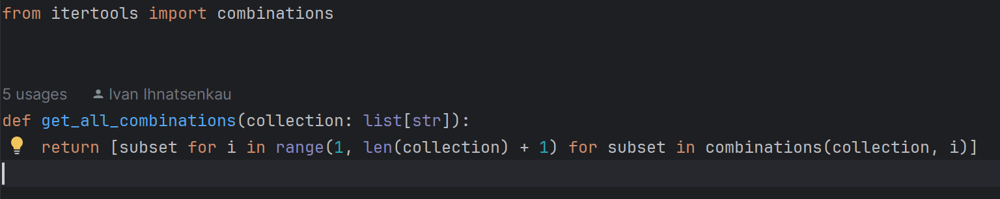 from itertools import combinations
5 usages Ivan Ihnatsenkau
def get_all_combinations(collection: list[str]):
return [subset for i in range(1, len(collection) + 1) for subset in combinations(collection, i)]